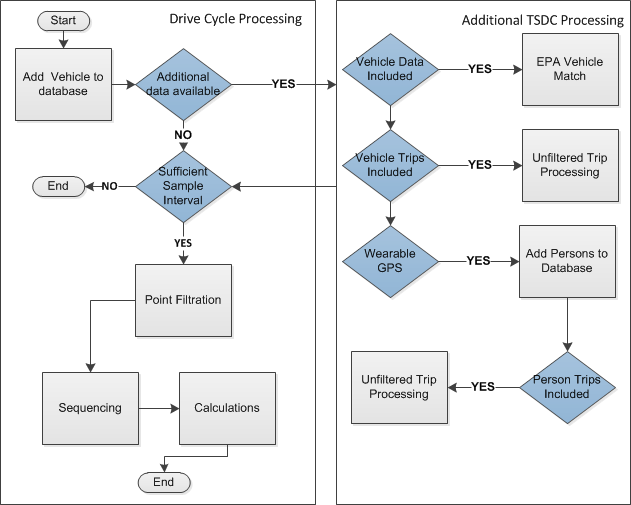 Drive Cycle Processing
Start
Add Vehicle to
database
Additional
data available
YES
NO
Sufficient
Sample
Interval
NO
End
YES
Point Filtration
Sequencing
Calculations
End
Additional TSDC Processing
Vehicle Data
Included
YES
EPA Vehicle
Match
Vehicle Trips
Included
YES
Unfiltered Trip
Processing
Wearable
GPS
YES
Add Persons to
Database
Person Trips
Included
YES
Unfiltered Trip
Processing